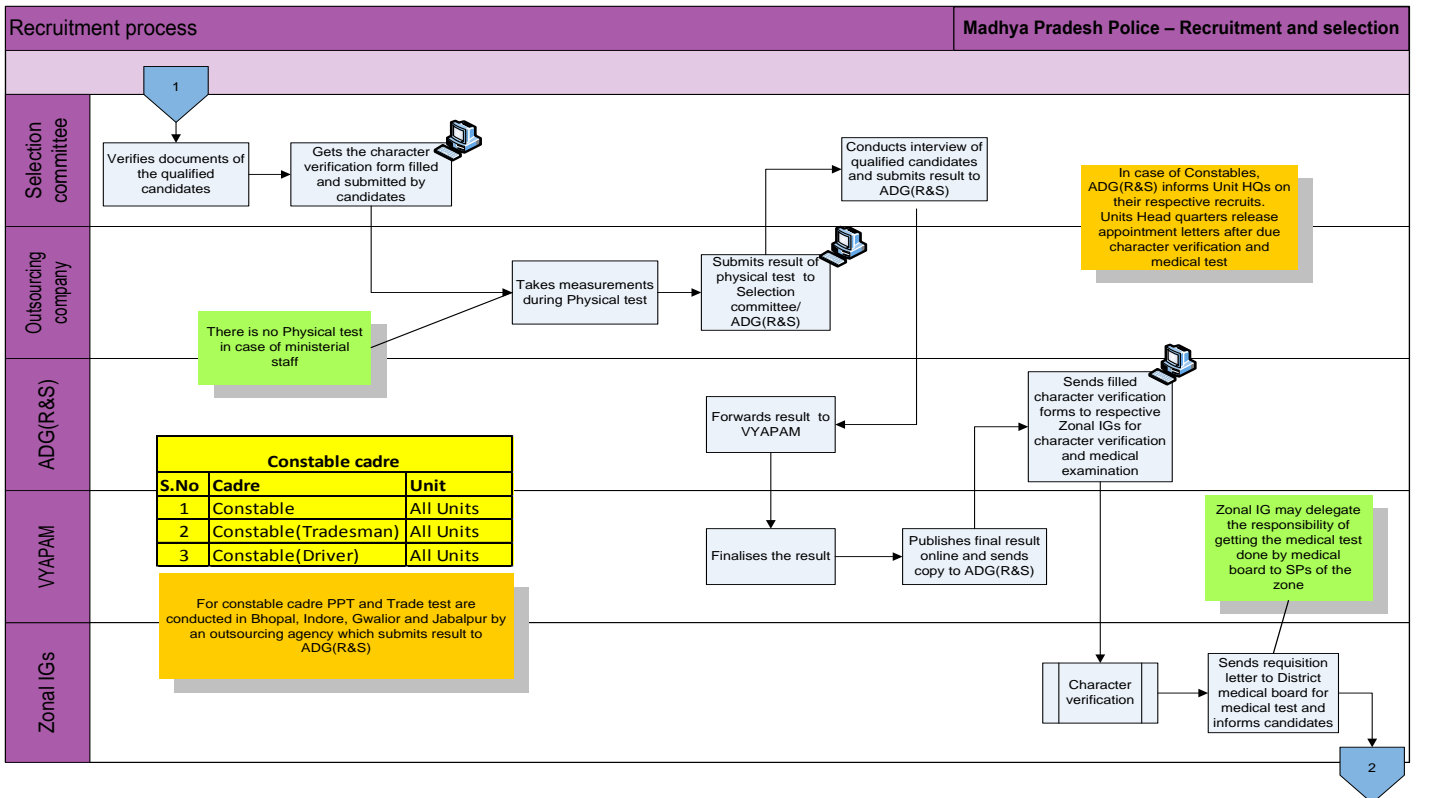 Recruitment process
Madhya Pradesh Police – Recruitment and selection
1
Selection
committee
Verifies documents of
the qualified
candidates
Gets the character
verification form filled
and submitted by
candidates
Conducts interview of
qualified candidates
and submits result to
ADG(R&S)
In case of Constables,
ADG(R&S) informs Unit HQs on
their respective recruits.
Units Head quarters release
appointment letters after due
character verification and
medical test
Outsourcing
company
Takes measurements
during Physical test
Submits result of
physical test to
Selection
committee/
ADG(R&S)
There is no Physical test
in case of ministerial
staff
ADG(R&S)
Forwards result to
VYAPAM
Sends filled
character verification
forms to respective
Zonal IGs for
character verification
and medical
examination
Constable cadre
S.No Cadre Unit
1 Constable All Units
2 Constable(Tradesman) All Units
3 Constable(Driver) All Units
VYAPAM
Finalises the result
Publishes final result
online and sends
copy to ADG(R&S)
Zonal IG may delegate
the responsibility of
getting the medical test
done by medical
board to SPs of the
zone
For constable cadre PPT and Trade test are
conducted in Bhopal, Indore, Gwalior and Jabalpur by
an outsourcing agency which submits result to
ADG(R&S)
Zonal IGs
Character
verification
Sends requisition
letter to District
medical board for
medical test and
informs candidates
2